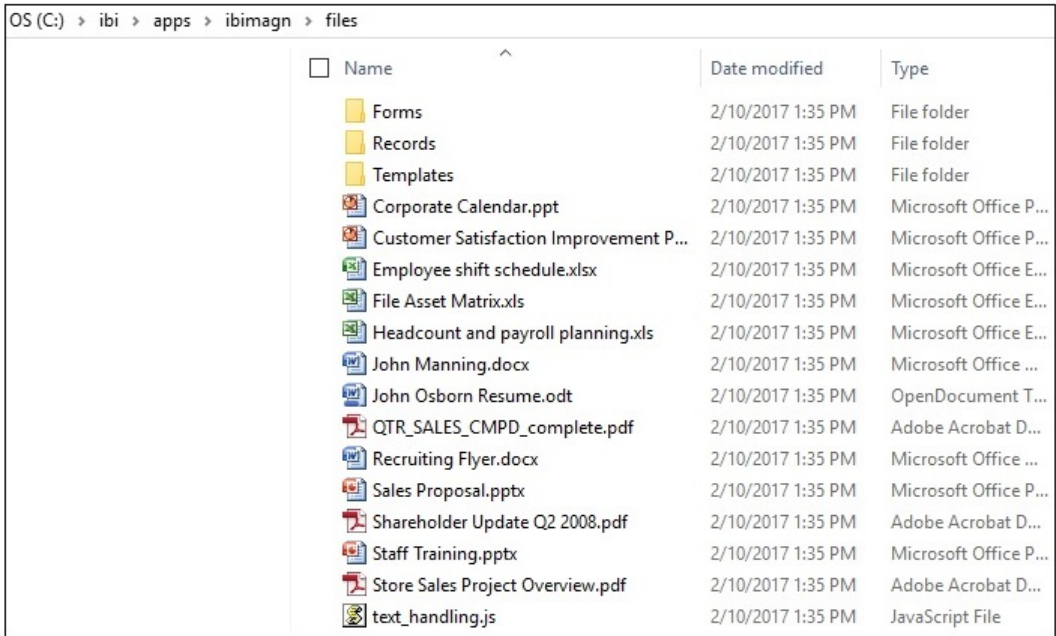 OS (C:) > ibi > apps > ibimagn > files
Name Date modified Type
Forms 2/10/2017 1:35 PM File folder
Records 2/10/2017 1:35 PM File folder
Templates 2/10/2017 1:35 PM File folder
Corporate Calendar.ppt 2/10/2017 1:35 PM Microsoft Office P...
Customer Satisfaction Improvement P... 2/10/2017 1:35 PM Microsoft Office P...
Employee shift schedule.xlsx 2/10/2017 1:35 PM Microsoft Office E...
File Asset Matrix.xls 2/10/2017 1:35 PM Microsoft Office E...
Headcount and payroll planning.xls 2/10/2017 1:35 PM Microsoft Office E...
John Manning.docx 2/10/2017 1:35 PM Microsoft Office ...
John Osborn Resume.odt 2/10/2017 1:35 PM OpenDocument T...
QTR_SALES_CMPD_complete.pdf 2/10/2017 1:35 PM Adobe Acrobat D...
Recruiting Flyer.docx 2/10/2017 1:35 PM Microsoft Office ...
Sales Proposal.pptx 2/10/2017 1:35 PM Microsoft Office P...
Shareholder Update Q2 2008.pdf 2/10/2017 1:35 PM Adobe Acrobat D...
Staff Training.pptx 2/10/2017 1:35 PM Microsoft Office P...
Store Sales Project Overview.pdf 2/10/2017 1:35 PM Adobe Acrobat D...
text_handling.js 2/10/2017 1:35 PM JavaScript File